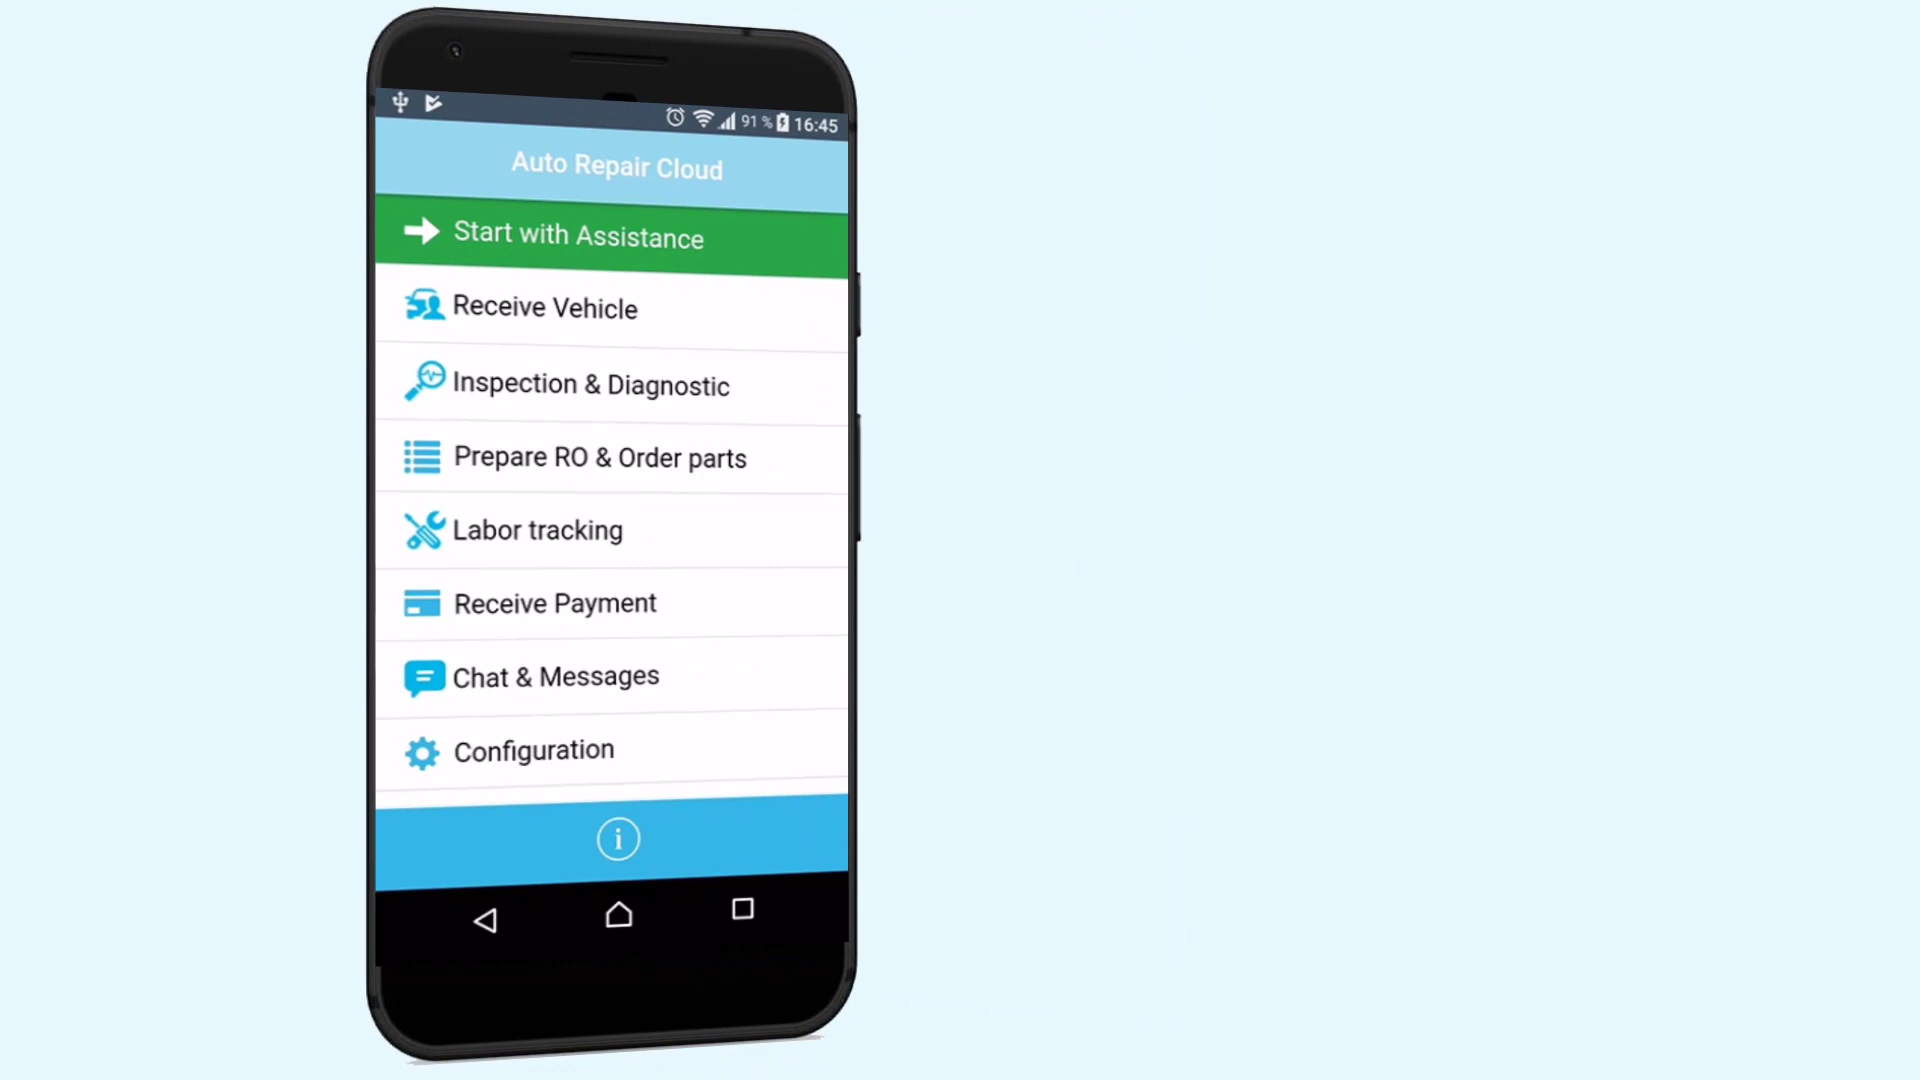 91 % 16:45
Auto Repair Cloud
Start with Assistance
Receive Vehicle
Inspection & Diagnostic
Prepare RO & Order parts
Labor tracking
Receive Payment
Chat & Messages
Configuration
i